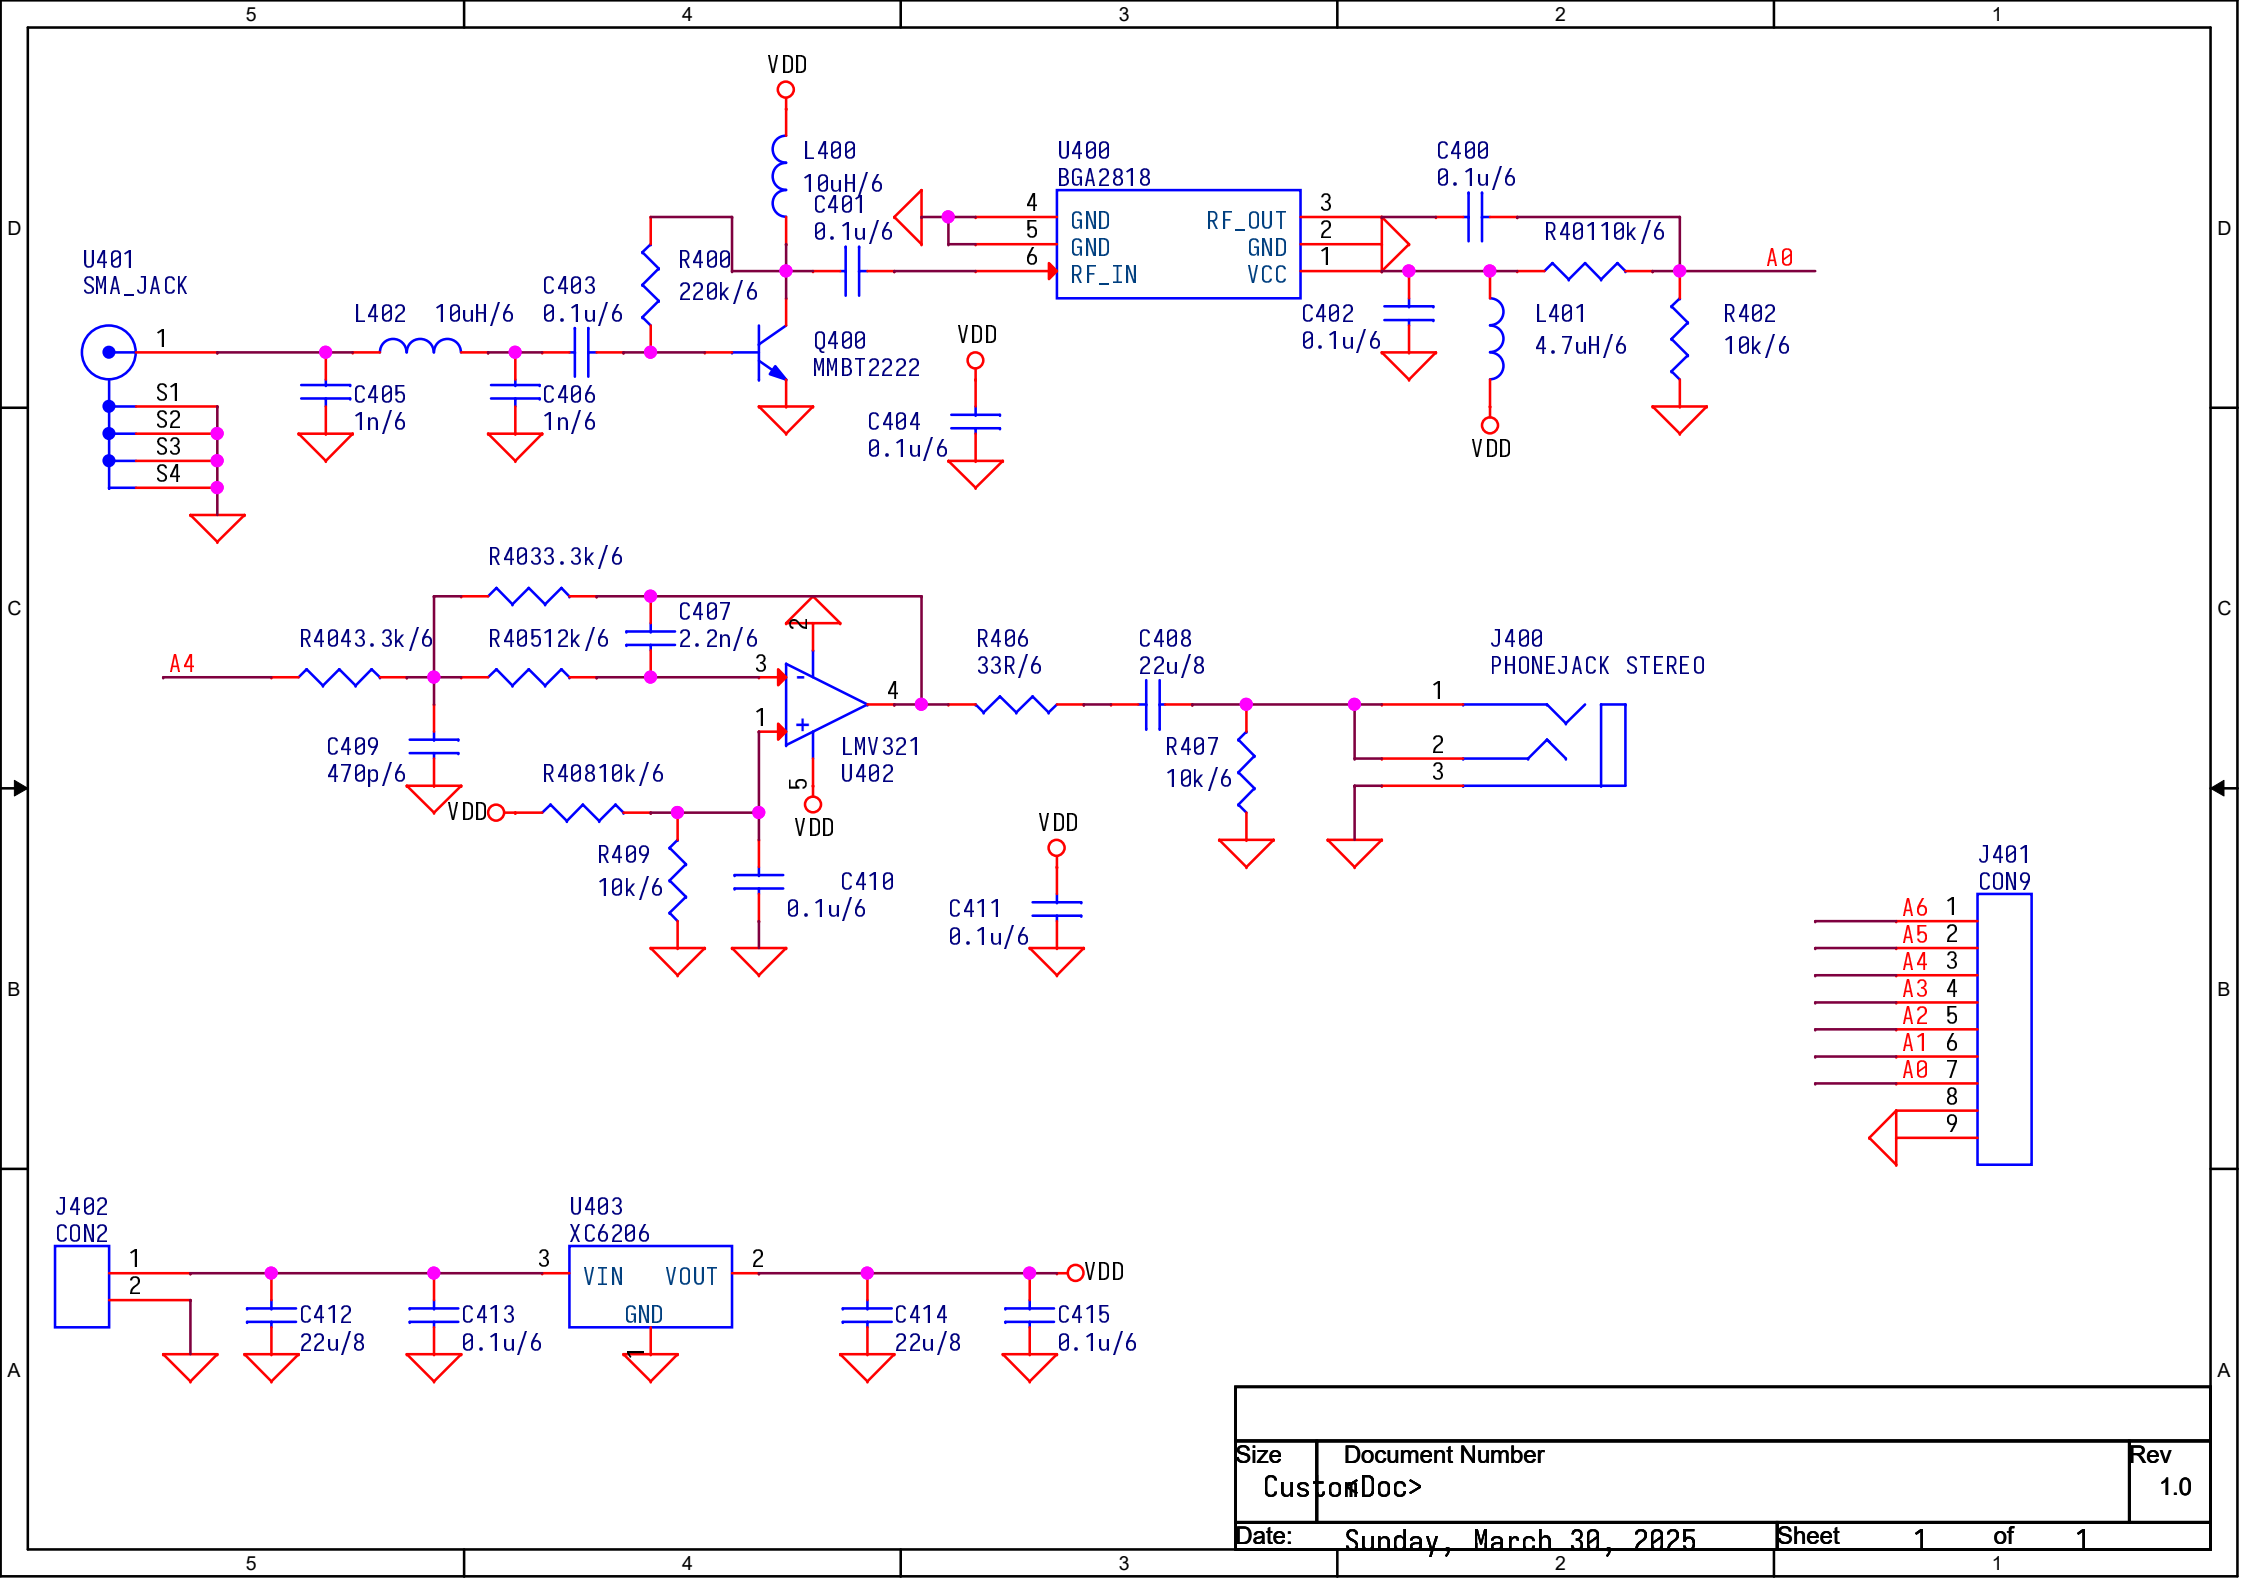 5 4 3 2 1
D D
C C
B B
A A
VDD
L400
10uH/6
C401
0.1u/6
U400
BGA2818
4 GND
5 GND
6 RF_IN
RF_OUT 3
GND 2
VCC 1
C400
0.1u/6
R40110k/6
A0
U401
SMA_JACK
1
S1
S2
S3
S4
L402 10uH/6
C403
0.1u/6
R400
220k/6
Q400
MMBT2222
C405
1n/6
C406
1n/6
VDD
C404
0.1u/6
C402
0.1u/6
L401
4.7uH/6
VDD
R402
10k/6
R4033.3k/6
C407
2.2n/6
R4043.3k/6
R40512k/6
A4
2
3
-
1
+
4
5
LMV321
U402
VDD
C409
470p/6
R40810k/6
VDD
R409
10k/6
C410
0.1u/6
R406
33R/6
C408
22u/8
R407
10k/6
J400
PHONEJACK STEREO
1
2
3
VDD
C411
0.1u/6
J401
CON9
A6 1
A5 2
A4 3
A3 4
A2 5
A1 6
A0 7
8
9
J402
CON2
1
2
C412
22u/8
C413
0.1u/6
U403
XC6206
3 VIN VOUT 2
GND
1
C414
22u/8
C415
0.1u/6
VDD
Size Document Number Rev
Custom <Doc> 1.0
Date: Sunday, March 30, 2025 Sheet 1 of 1
5 4 3 2 1